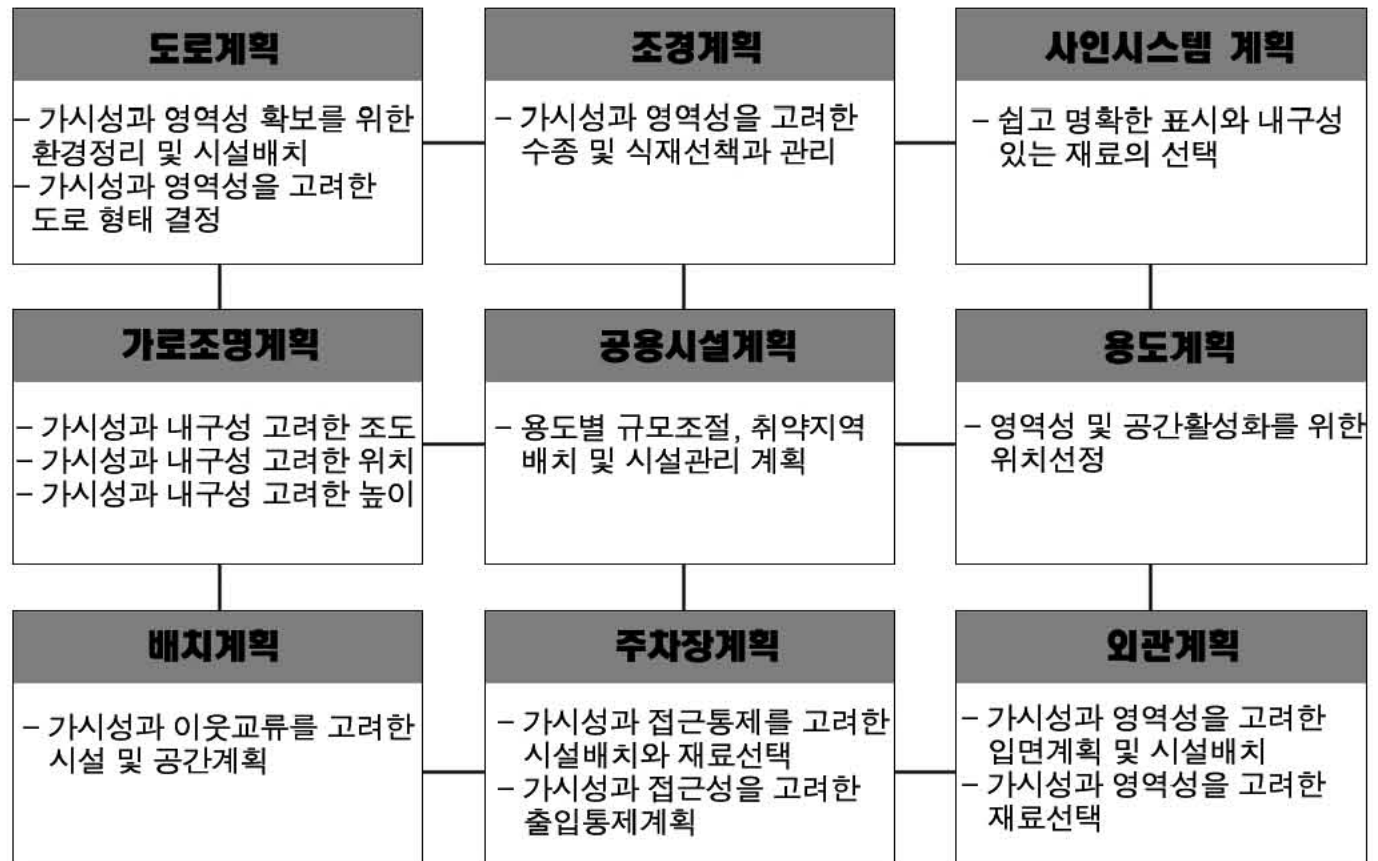 도로계획
– 가시성과 영역성 확보를 위한
환경정리 및 시설배치
– 가시성과 영역성을 고려한
도로 형태 결정
조경계획
– 가시성과 영역성을 고려한
수종 및 식재선책과 관리
사인시스템 계획
– 쉽고 명확한 표시와 내구성
있는 재료의 선택
가로조명계획
– 가시성과 내구성 고려한 조도
– 가시성과 내구성 고려한 위치
– 가시성과 내구성 고려한 높이
공용시설계획
– 용도별 규모조절, 취약지역
배치 및 시설관리 계획
용도계획
– 영역성 및 공간활성화를 위한
위치선정
배치계획
– 가시성과 이웃교류를 고려한
시설 및 공간계획
주차장계획
– 가시성과 접근통제를 고려한
시설배치와 재료선택
– 가시성과 접근성을 고려한
출입통제계획
외관계획
– 가시성과 영역성을 고려한
입면계획 및 시설배치
– 가시성과 영역성을 고려한
재료선택